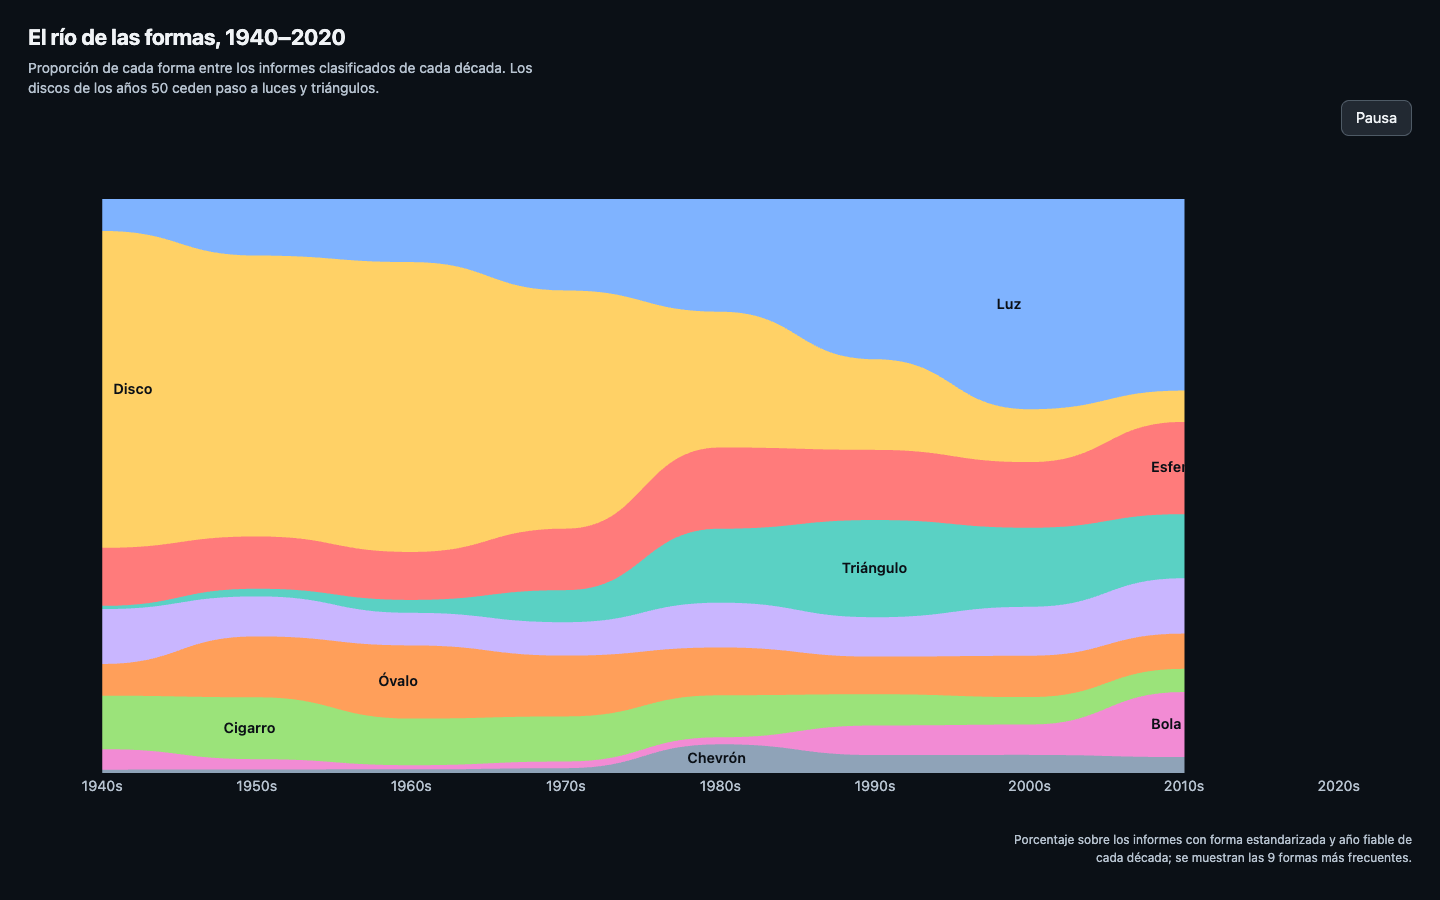 El río de las formas, 1940–2020
Proporción de cada forma entre los informes clasificados de cada década. Los
discos de los años 50 ceden paso a luces y triángulos.
Pausa
Luz
Disco
Esfer
Triángulo
Óvalo
Cigarro
Bola
Chevrón
1940s 1950s 1960s 1970s 1980s 1990s 2000s 2010s 2020s
Porcentaje sobre los informes con forma estandarizada y año fiable de
cada década; se muestran las 9 formas más frecuentes.